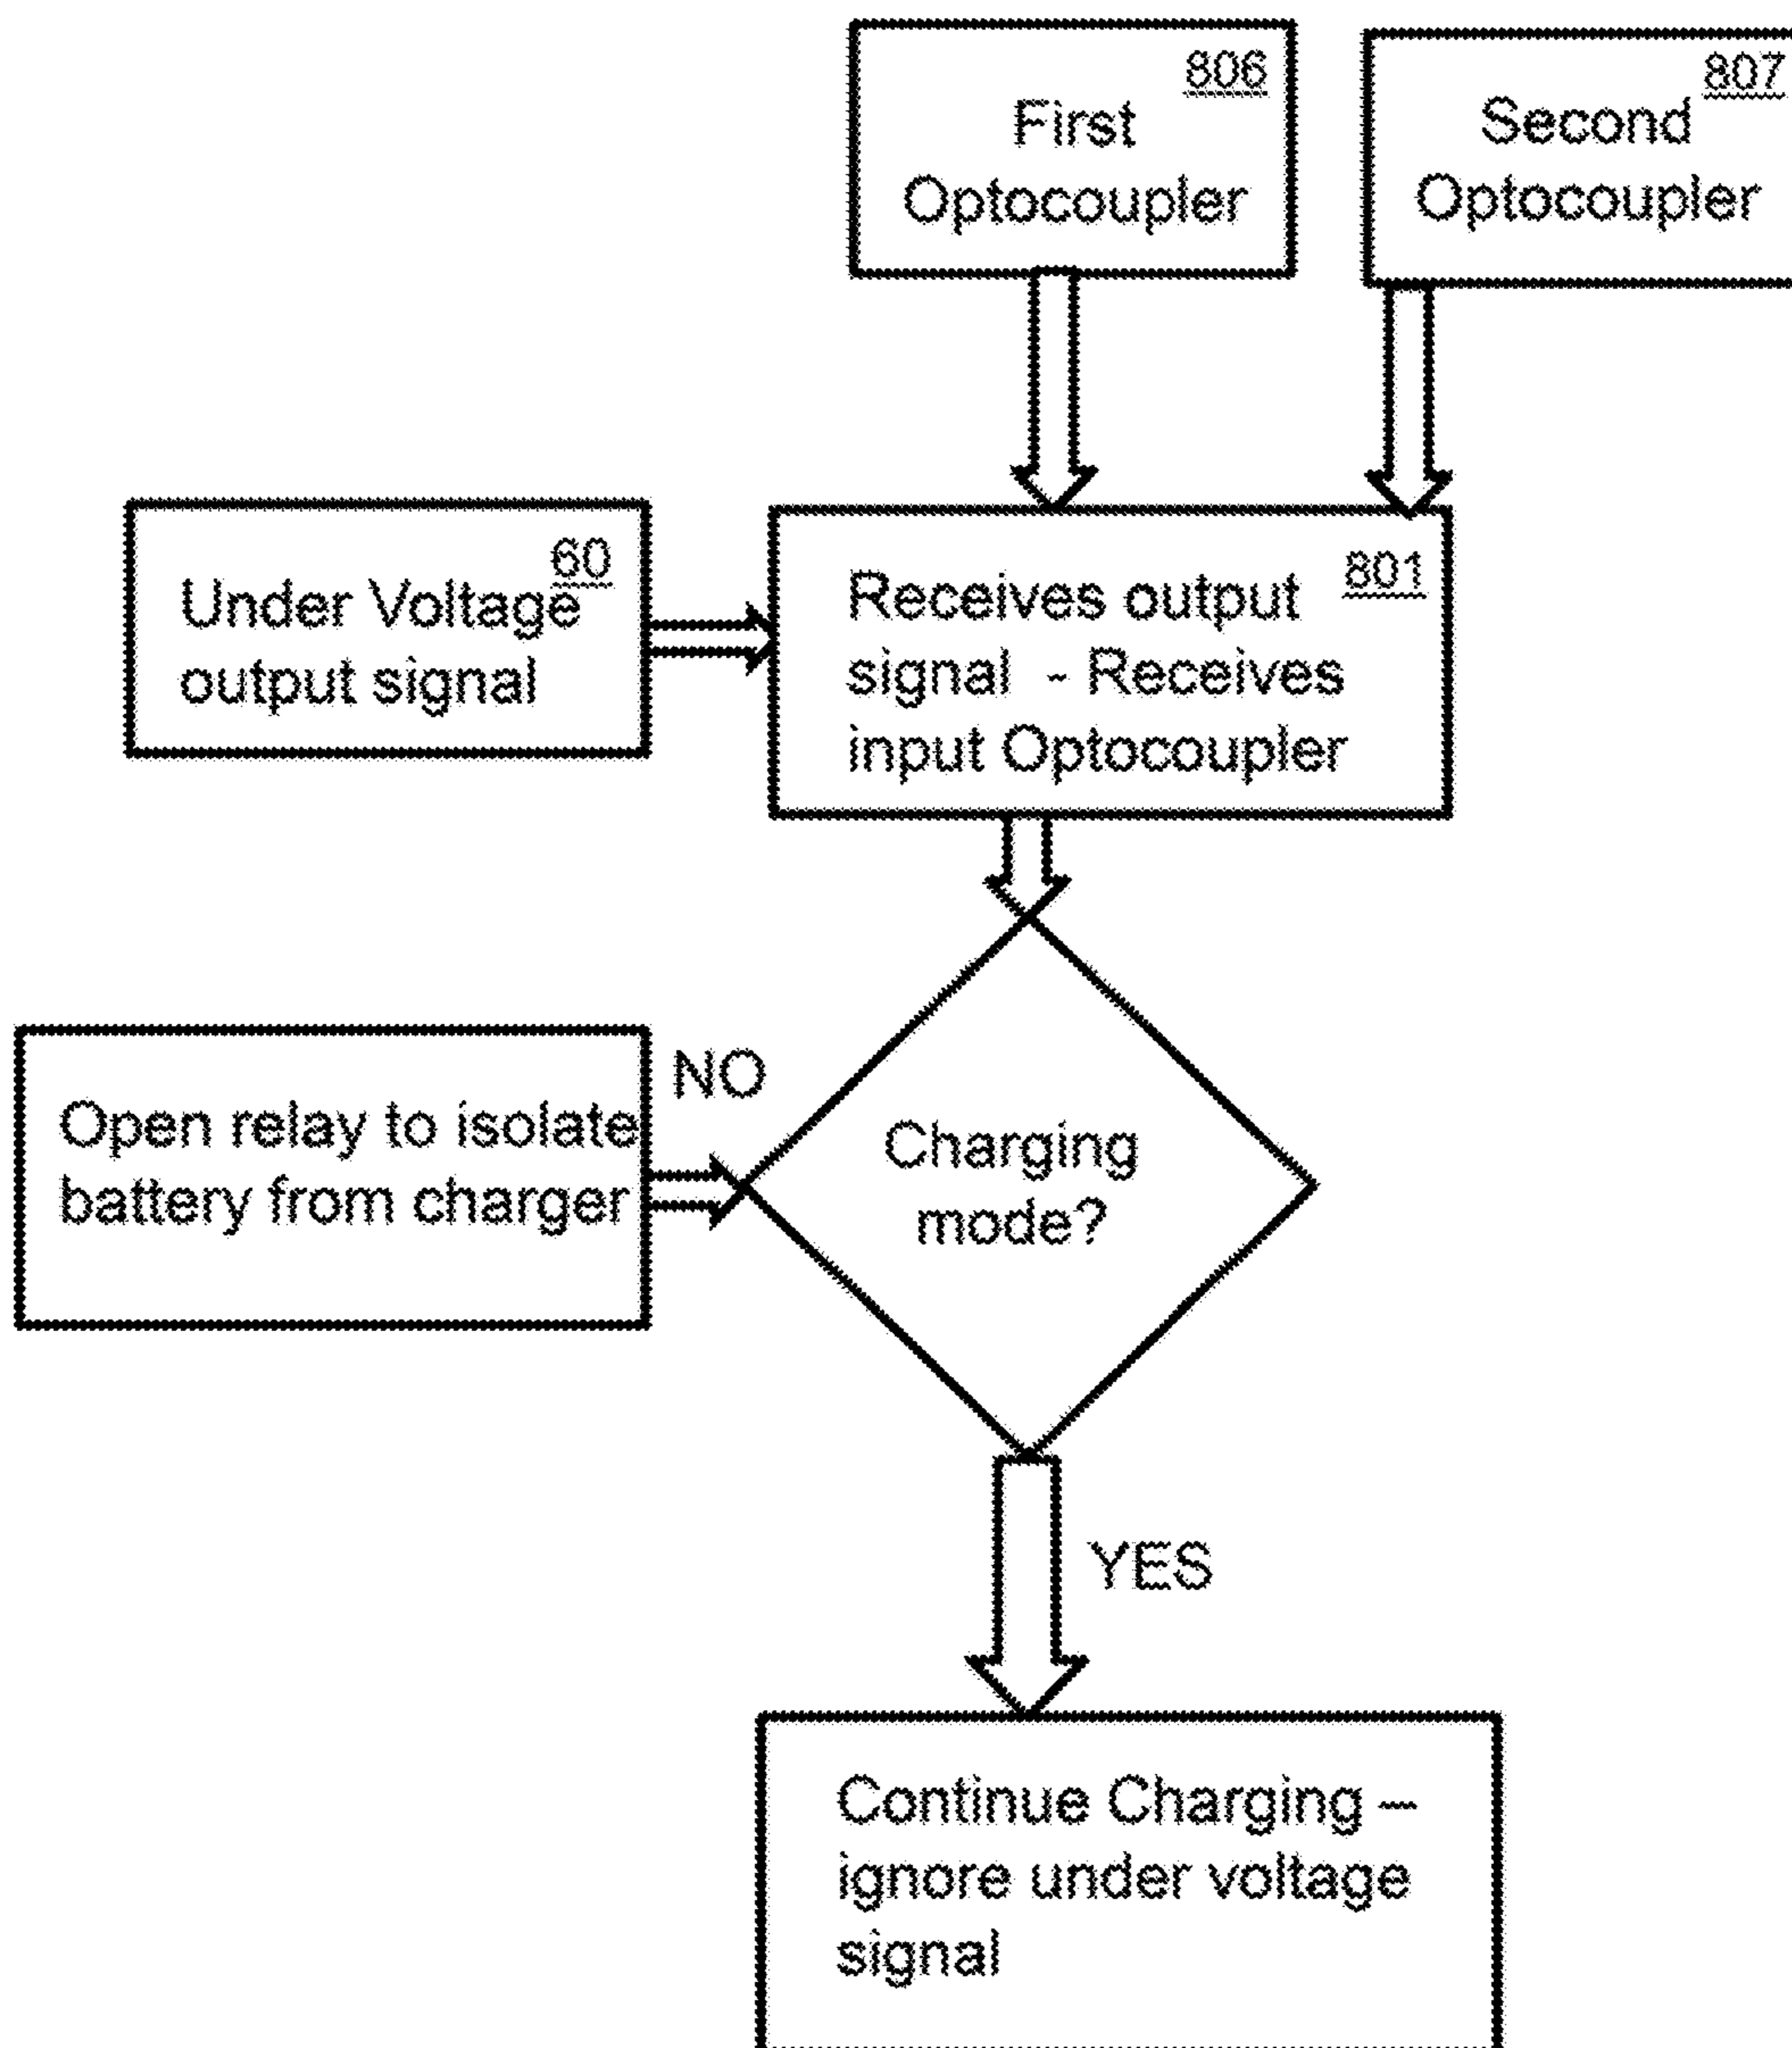 806
First
Optocoupler
807
Second
Optocoupler
60
Under Voltage
output signal
801
Receives output
signal - Receives
input Optocoupler
NO
Open relay to isolate
battery from charger
Charging
mode?
YES
Continue Charging –
ignore under voltage
signal